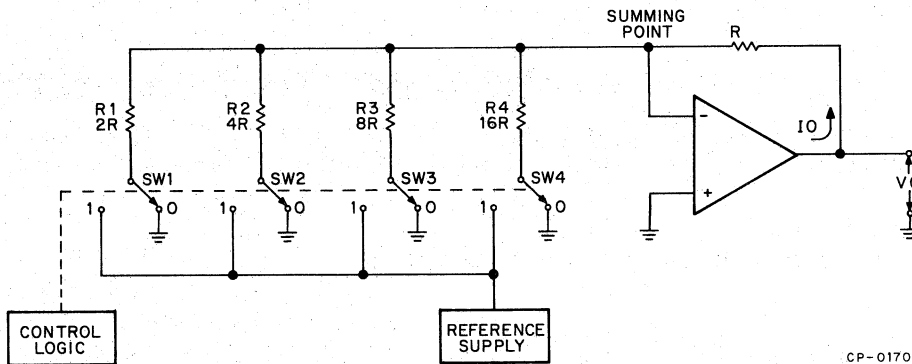 SUMMING
POINT
R
R1
2R
R2
4R
R3
8R
R4
16R
-
IO
+
SW1
SW2
SW3
SW4
1
0
1
0
1
0
1
0
CONTROL
LOGIC
REFERENCE
SUPPLY
CP-0170